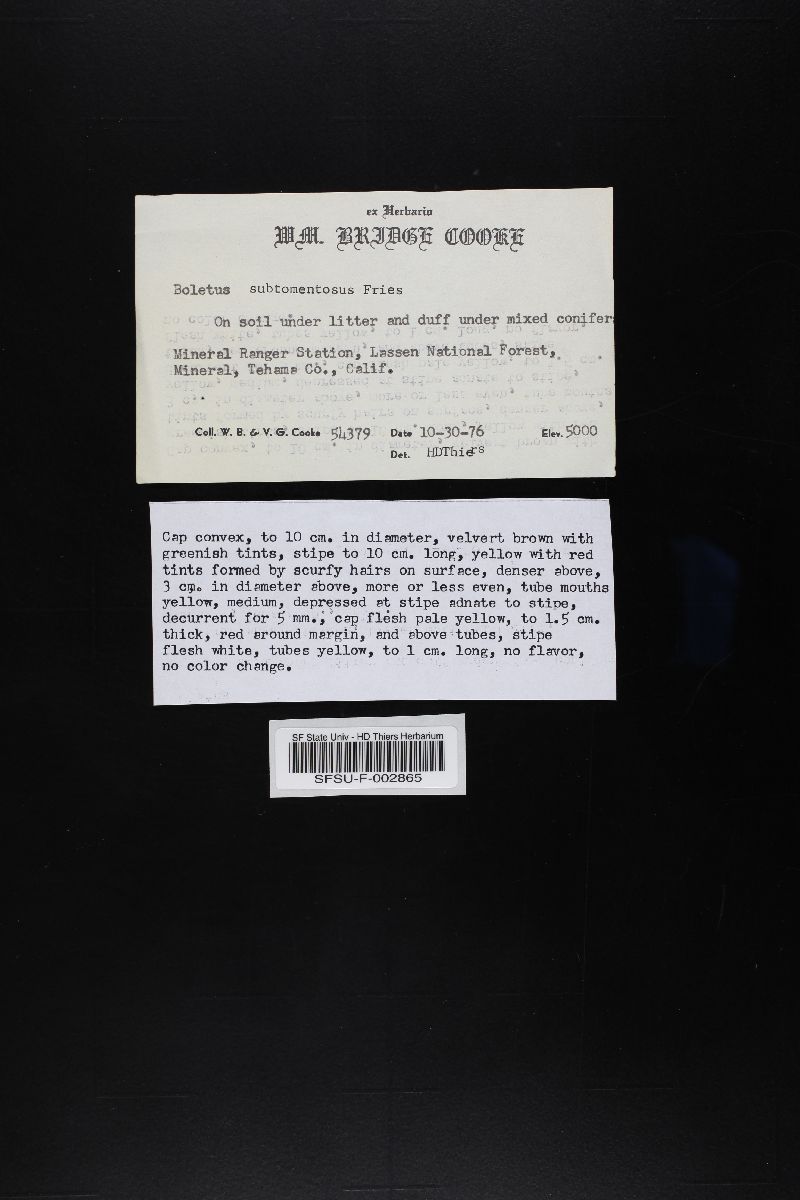 ex Herbario
WM. BRIDGE COOKE
Boletus subtomentosus Fries
On soil under litter and duff under mixed conifer
Mineral Ranger Station, Lassen National Forest,
Mineral, Tehama Co., Calif.
Coll. W. B. & V. G. Cooke 54379 Date 10-30-76 Elev. 5000
Det. HDThiers
Cap convex, to 10 cm. in diameter, velvert brown with
greenish tints, stipe to 10 cm. long, yellow with red
tints formed by scurfy hairs on surface, denser above,
3 cm. in diameter above, more or less even, tube mouths
yellow, medium, depressed at stipe adnate to stipe,
decurrent for 5 mm., cap flesh pale yellow, to 1.5 cm.
thick, red around margin, and above tubes, stipe
flesh white, tubes yellow, to 1 cm. long, no flavor,
no color change.
SF State Univ - HD Thiers Herbarium
SFSU-F-002865